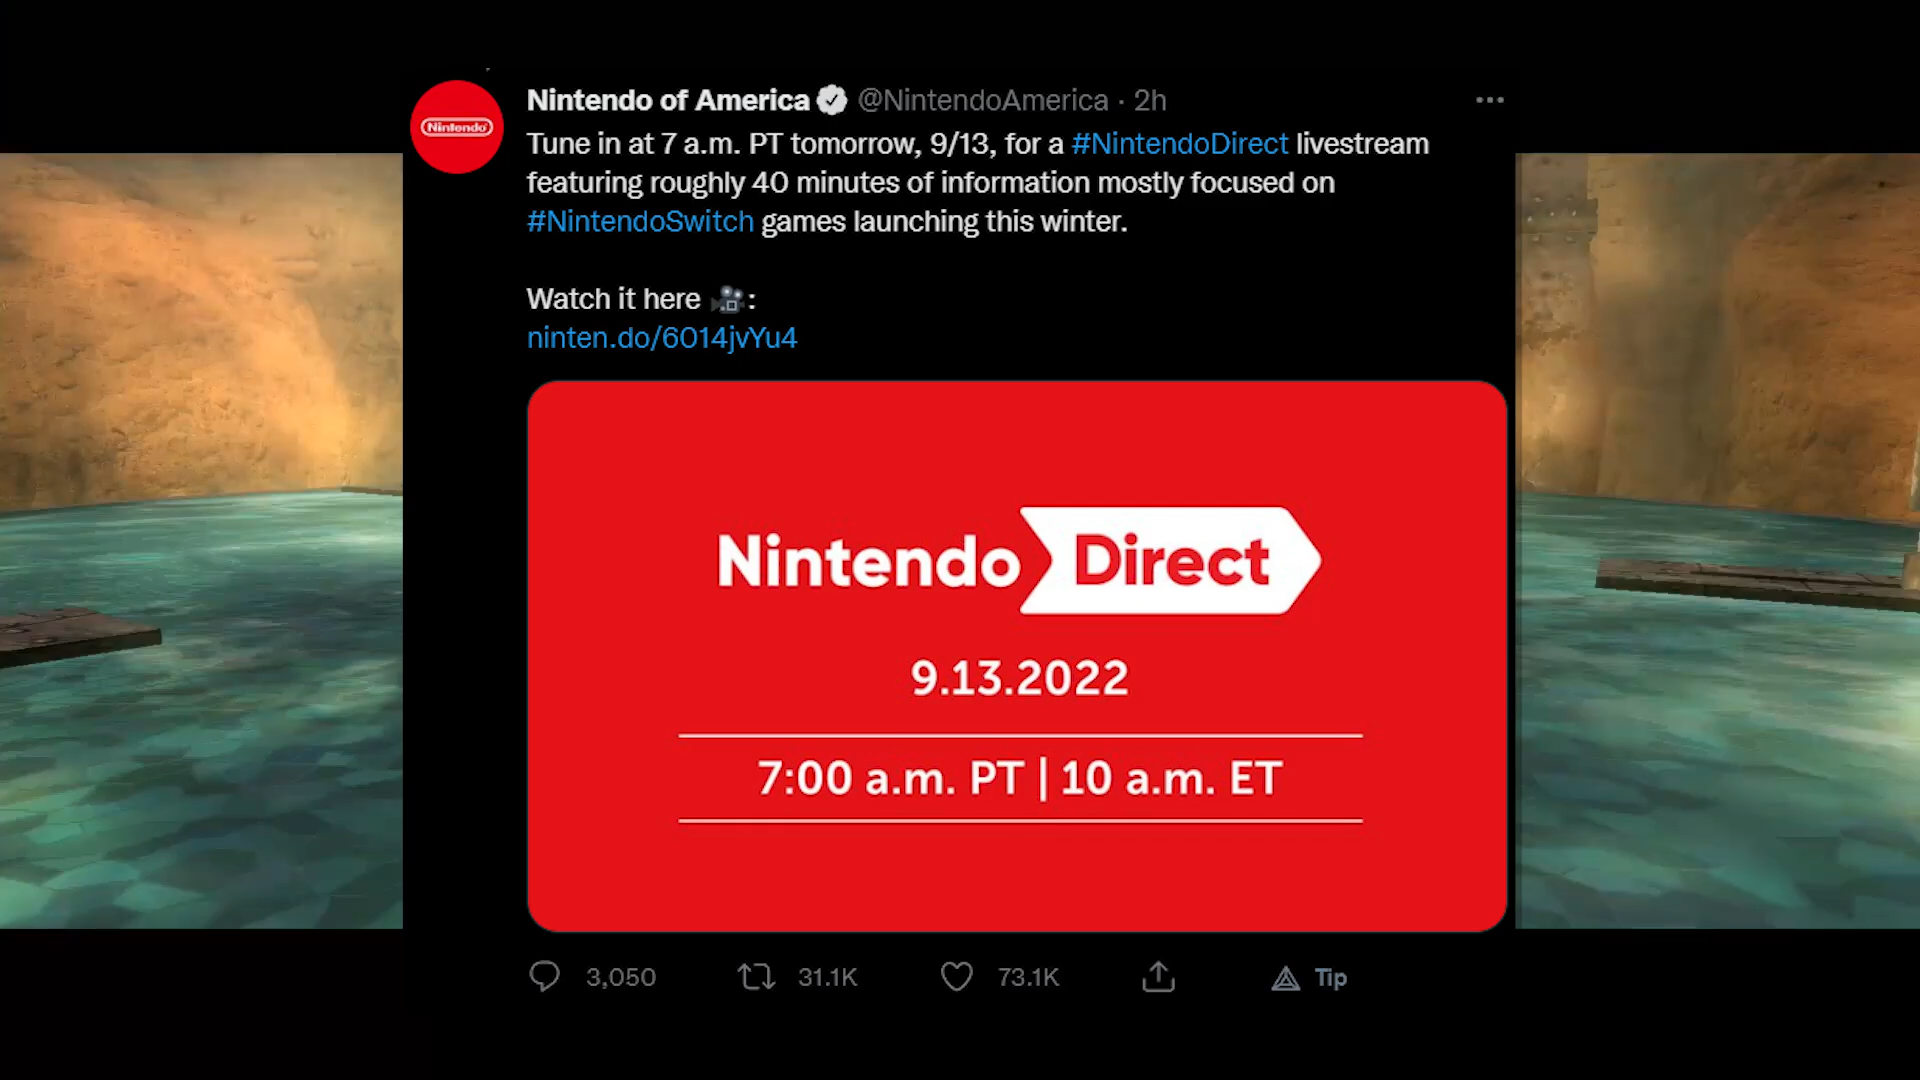 Nintendo
Nintendo of America @NintendoAmerica · 2h
Tune in at 7 a.m. PT tomorrow, 9/13, for a #NintendoDirect livestream
featuring roughly 40 minutes of information mostly focused on
#NintendoSwitch games launching this winter.
Watch it here 🎥:
ninten.do/6014jvYu4
Nintendo Direct
9.13.2022
7:00 a.m. PT | 10 a.m. ET
3,050 31.1K 73.1K Tip